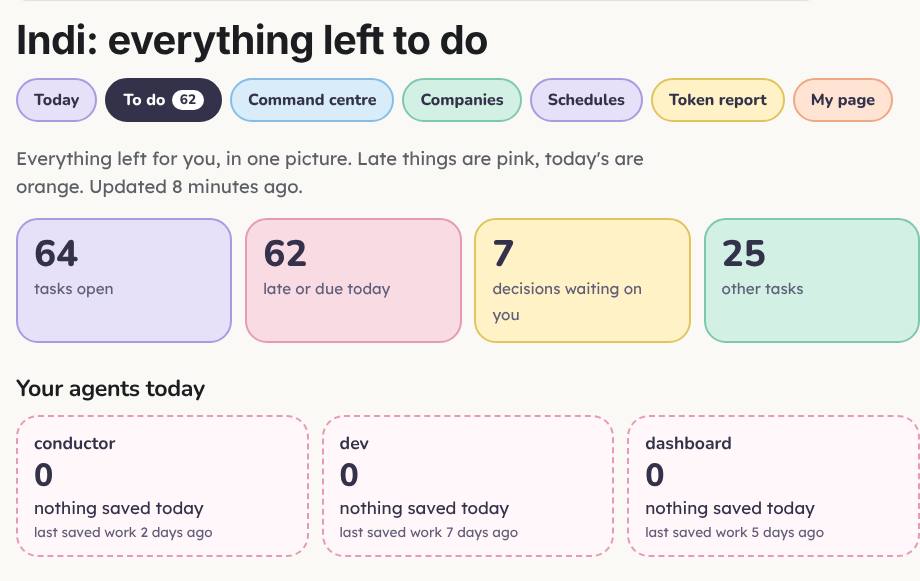 Indi: everything left to do
Today
To do 62
Command centre
Companies
Schedules
Token report
My page
Everything left for you, in one picture. Late things are pink, today's are
orange. Updated 8 minutes ago.
64
tasks open
62
late or due today
7
decisions waiting on
you
25
other tasks
Your agents today
conductor
0
nothing saved today
last saved work 2 days ago
dev
0
nothing saved today
last saved work 7 days ago
dashboard
0
nothing saved today
last saved work 5 days ago